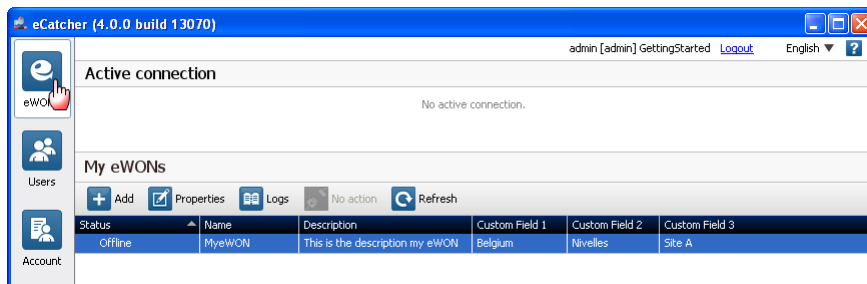 eCatcher (4.0.0 build 13070)
admin [admin] GettingStarted Logout English ▼ ?
Active connection
No active connection.
My eWONs
Add Properties Logs No action Refresh
Status Name Description Custom Field 1 Custom Field 2 Custom Field 3
Offline MyeWON This is the description my eWON Belgium Nivelles Site A
Users
Account